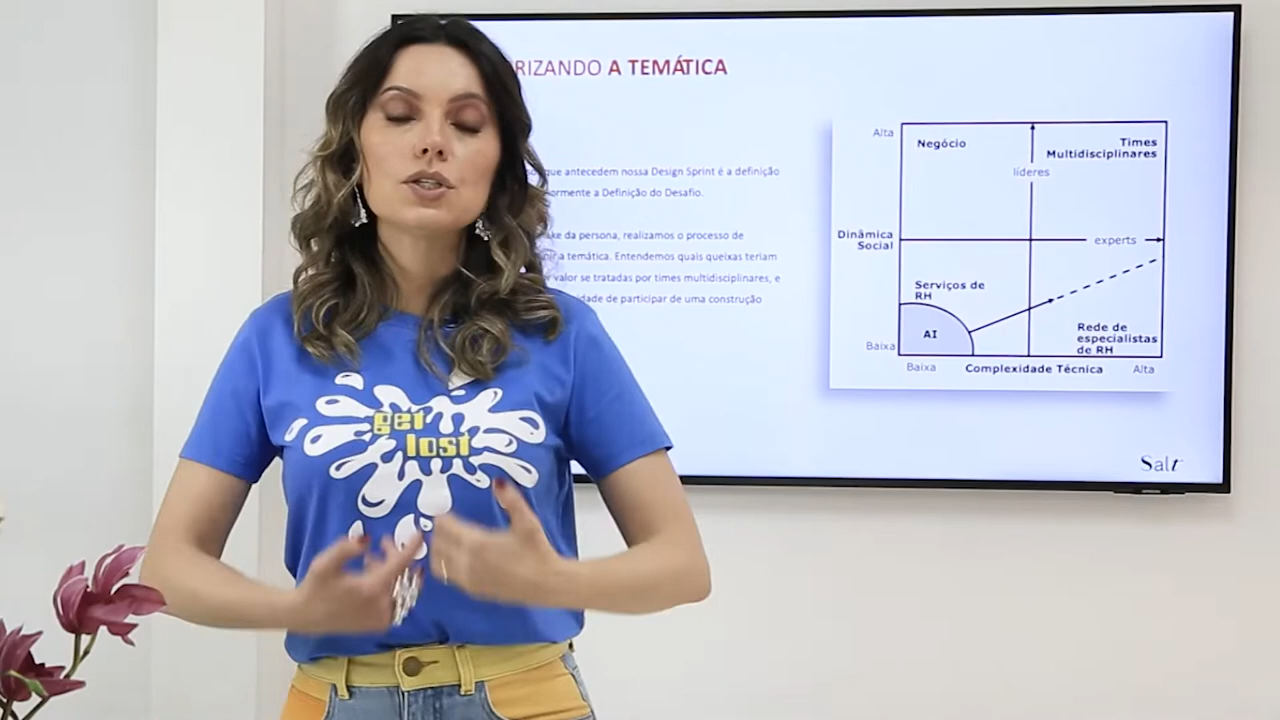 RIZANDO A TEMÁTICA
que antecedem nossa Design Sprint é a definição
ormente a Definição do Desafio.
ke da persona, realizamos o processo de
a temática. Entendemos quais queixas teriam
valor se tratadas por times multidisciplinares, e
idade de participar de uma construção
Alta
Negócio
Times
Multidisciplinares
líderes
Dinâmica
Social
experts
Serviços de
RH
AI
Rede de
especialistas
de RH
Baixa
Baixa
Complexidade Técnica
Alta
Salt
get
lost